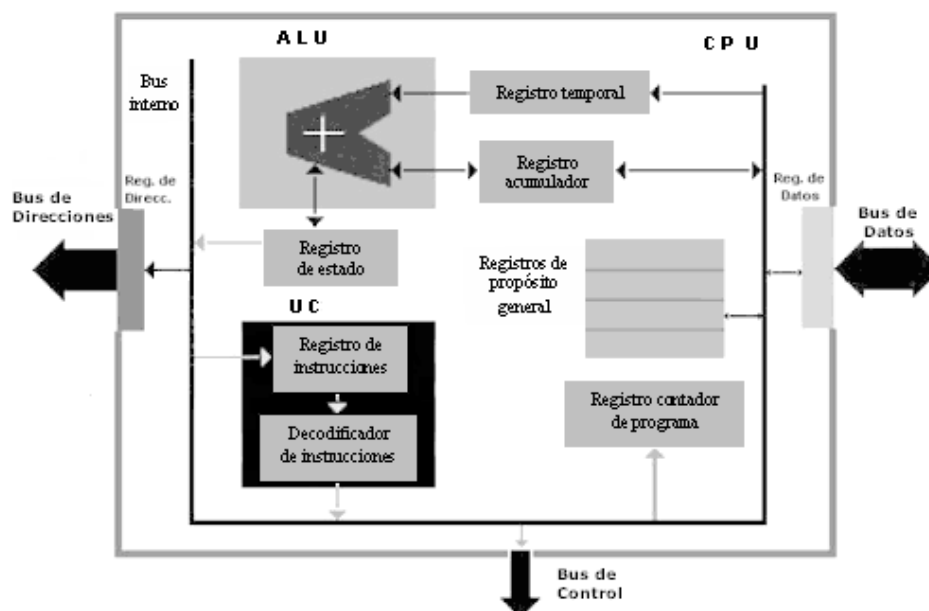 A L U
C P U
Bus
interno
Registro temporal
Registro
acumulador
Reg. de
Direcc.
Bus de
Direcciones
Reg. de
Datos
Bus de
Datos
Registro
de estado
Registros de
propósito
general
U C
Registro de
instrucciones
Registro contador
de programa
Decodificador
de instrucciones
Bus de
Control